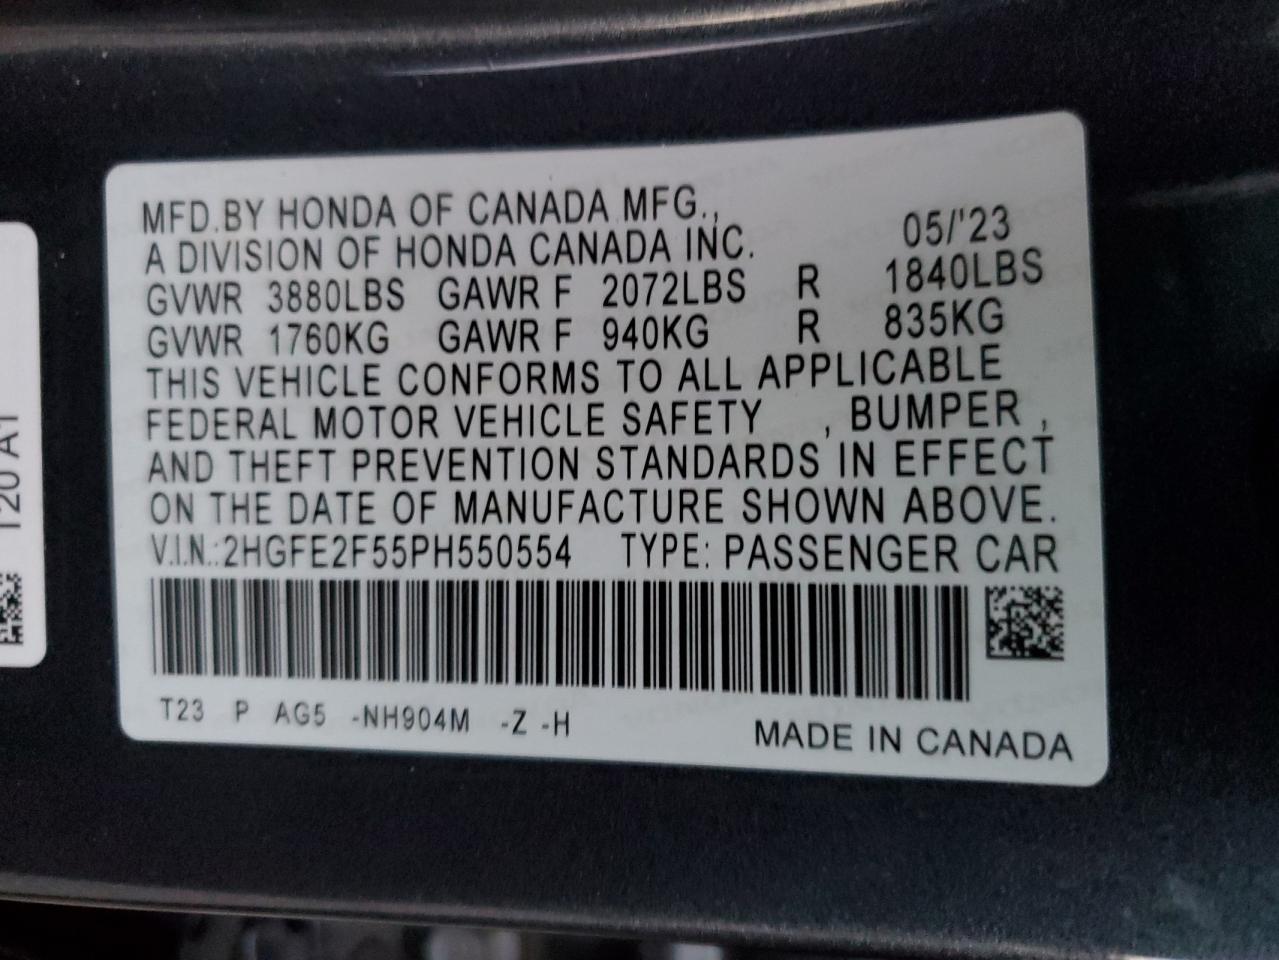 MFD.BY HONDA OF CANADA MFG.,
A DIVISION OF HONDA CANADA INC. 05/'23
GVWR 3880LBS GAWR F 2072LBS R 1840LBS
GVWR 1760KG GAWR F 940KG R 835KG
THIS VEHICLE CONFORMS TO ALL APPLICABLE
FEDERAL MOTOR VEHICLE SAFETY , BUMPER ,
AND THEFT PREVENTION STANDARDS IN EFFECT
ON THE DATE OF MANUFACTURE SHOWN ABOVE.
V.I.N.:2HGFE2F55PH550554 TYPE: PASSENGER CAR
T23 P AG5 -NH904M -Z -H
MADE IN CANADA
120 A1